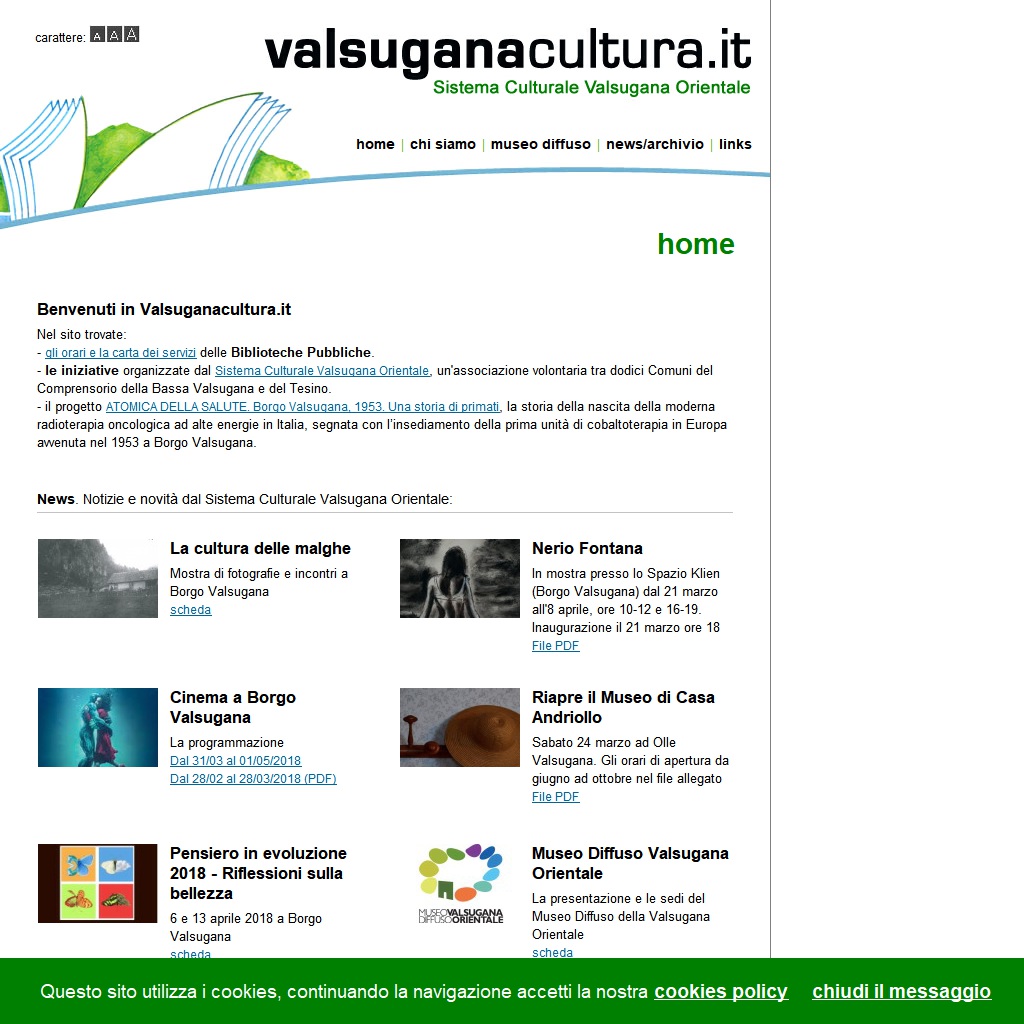 carattere: A A A
valsuganacultura.it
Sistema Culturale Valsugana Orientale
home | chi siamo | museo diffuso | news/archivio | links
home
Benvenuti in Valsuganacultura.it
Nel sito trovate:
- gli orari e la carta dei servizi delle Biblioteche Pubbliche.
- le iniziative organizzate dal Sistema Culturale Valsugana Orientale, un'associazione volontaria tra dodici Comuni del
Comprensorio della Bassa Valsugana e del Tesino.
- il progetto ATOMICA DELLA SALUTE. Borgo Valsugana, 1953. Una storia di primati, la storia della nascita della moderna
radioterapia oncologica ad alte energie in Italia, segnata con l'insediamento della prima unità di cobaltoterapia in Europa
avvenuta nel 1953 a Borgo Valsugana.
News. Notizie e novità dal Sistema Culturale Valsugana Orientale:
La cultura delle malghe
Mostra di fotografie e incontri a
Borgo Valsugana
scheda
Nerio Fontana
In mostra presso lo Spazio Klien
(Borgo Valsugana) dal 21 marzo
all'8 aprile, ore 10-12 e 16-19.
Inaugurazione il 21 marzo ore 18
File PDF
Cinema a Borgo
Valsugana
La programmazione
Dal 31/03 al 01/05/2018
Dal 28/02 al 28/03/2018 (PDF)
Riapre il Museo di Casa
Andriollo
Sabato 24 marzo ad Olle
Valsugana. Gli orari di apertura da
giugno ad ottobre nel file allegato
File PDF
Pensiero in evoluzione
2018 - Riflessioni sulla
bellezza
6 e 13 aprile 2018 a Borgo
Valsugana
scheda
MUSEOVALSUGANA
DIFFUSOORIENTALE
Museo Diffuso Valsugana
Orientale
La presentazione e le sedi del
Museo Diffuso della Valsugana
Orientale
scheda
Questo sito utilizza i cookies, continuando la navigazione accetti la nostra cookies policy chiudi il messaggio